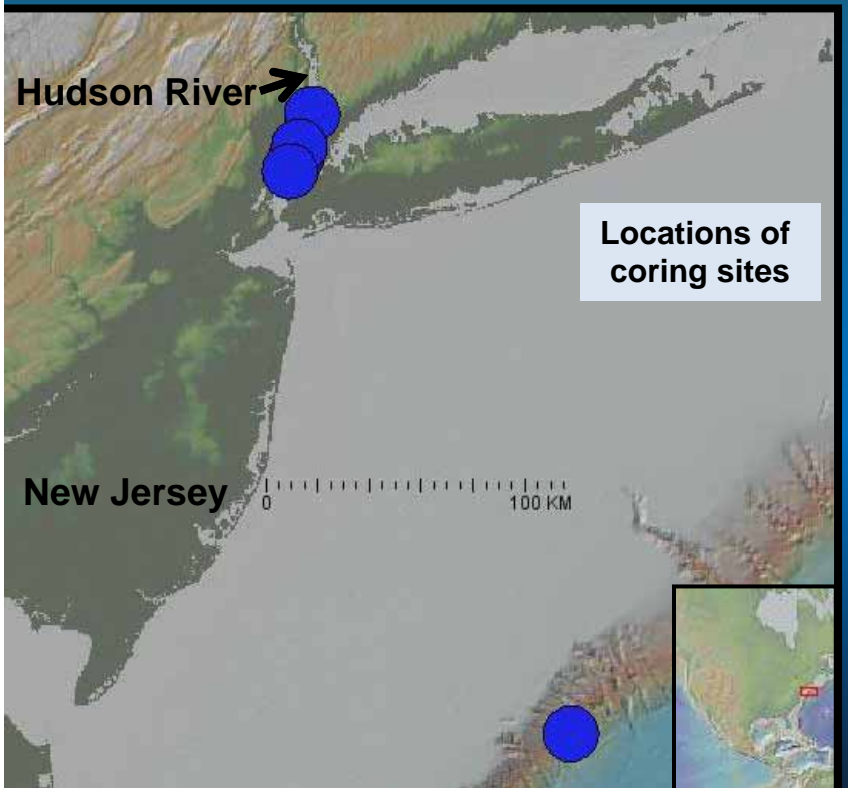 Hudson River
Locations of
coring sites
New Jersey
0
100 KM